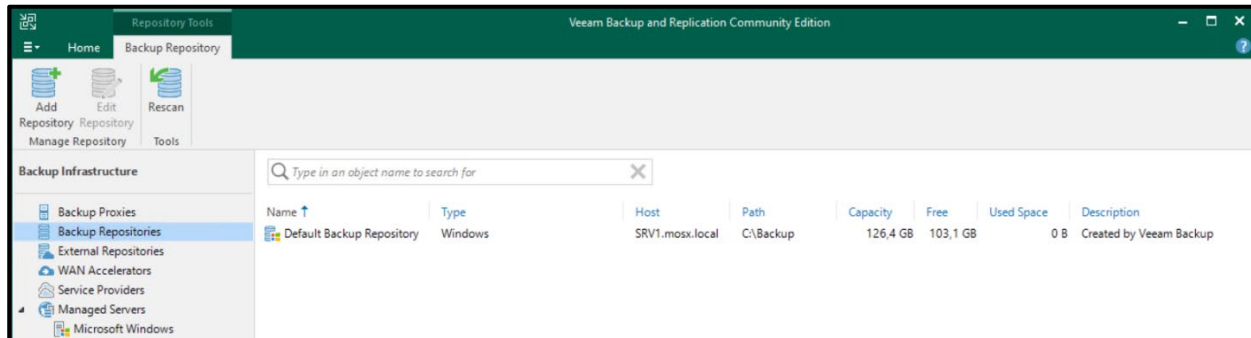 Repository Tools
Veeam Backup and Replication Community Edition
Home Backup Repository
Add Repository
Edit Repository
Rescan
Manage Repository Tools
Backup Infrastructure
Type in an object name to search for
Backup Proxies
Backup Repositories
External Repositories
WAN Accelerators
Service Providers
Managed Servers
Microsoft Windows
Name Type Host Path Capacity Free Used Space Description
Default Backup Repository Windows SRV1.mosx.local C:\Backup 126,4 GB 103,1 GB 0 B Created by Veeam Backup